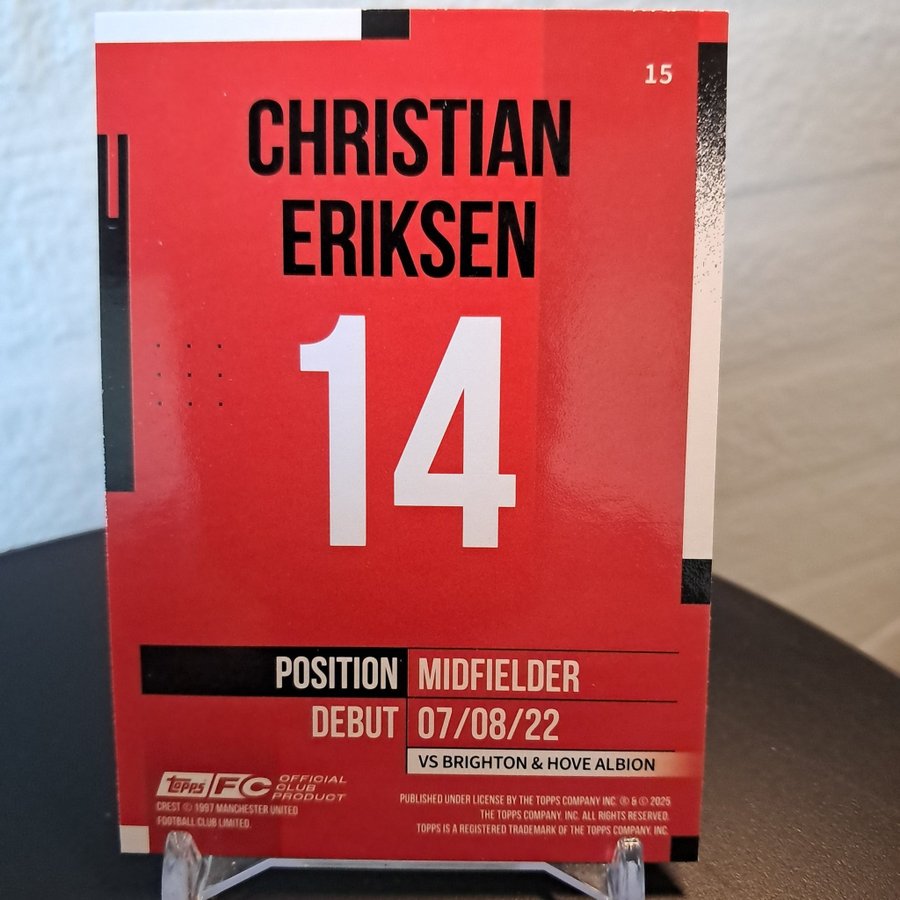 15
CHRISTIAN
ERIKSEN
14
POSITION MIDFIELDER
DEBUT 07/08/22
VS BRIGHTON & HOVE ALBION
Topps FC OFFICIAL
CLUB
PRODUCT
CREST © 1997 MANCHESTER UNITED
FOOTBALL CLUB LIMITED.
PUBLISHED UNDER LICENSE BY THE TOPPS COMPANY INC. ® & © 2025
THE TOPPS COMPANY, INC. ALL RIGHTS RESERVED.
TOPPS IS A REGISTERED TRADEMARK OF THE TOPPS COMPANY, INC.